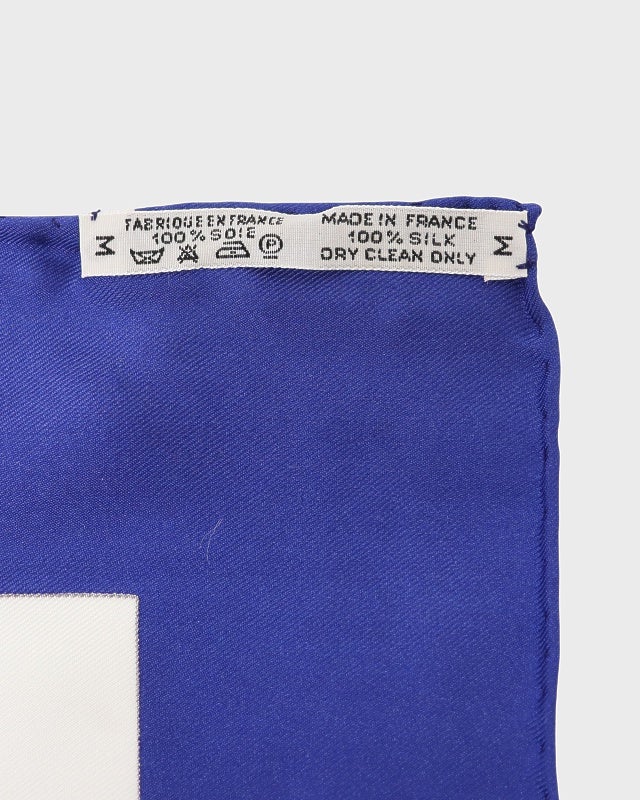 FABRIQUE EN FRANCE
100% SOIE
P
MADE IN FRANCE
100% SILK
DRY CLEAN ONLY
M
M